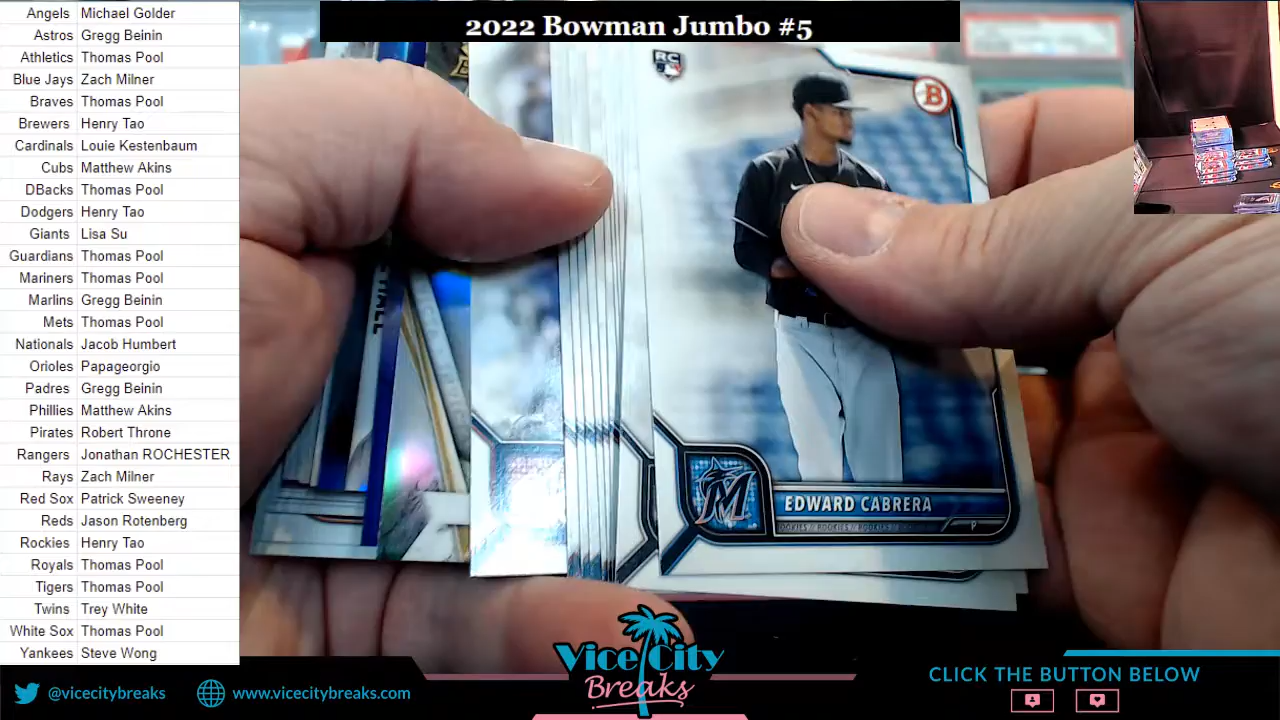 2022 Bowman Jumbo #5
Angels Michael Golder
Astros Gregg Beinin
Athletics Thomas Pool
Blue Jays Zach Milner
Braves Thomas Pool
Brewers Henry Tao
Cardinals Louie Kestenbaum
Cubs Matthew Akins
DBacks Thomas Pool
Dodgers Henry Tao
Giants Lisa Su
Guardians Thomas Pool
Mariners Thomas Pool
Marlins Gregg Beinin
Mets Thomas Pool
Nationals Jacob Humbert
Orioles Papageorgio
Padres Gregg Beinin
Phillies Matthew Akins
Pirates Robert Throne
Rangers Jonathan ROCHESTER
Rays Zach Milner
Red Sox Patrick Sweeney
Reds Jason Rotenberg
Rockies Henry Tao
Royals Thomas Pool
Tigers Thomas Pool
Twins Trey White
White Sox Thomas Pool
Yankees Steve Wong
RC
B
M
EDWARD CABRERA
P
Vice City
Breaks
@vicecitybreaks
www.vicecitybreaks.com
CLICK THE BUTTON BELOW